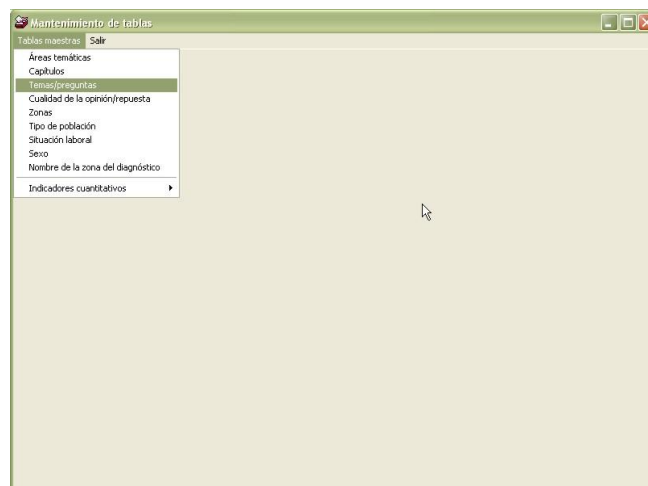 Mantenimiento de tablas
Tablas maestras Salir
Áreas temáticas
Capítulos
Temas/preguntas
Cualidad de la opinión/repuesta
Zonas
Tipo de población
Situación laboral
Sexo
Nombre de la zona del diagnóstico
Indicadores cuantitativos